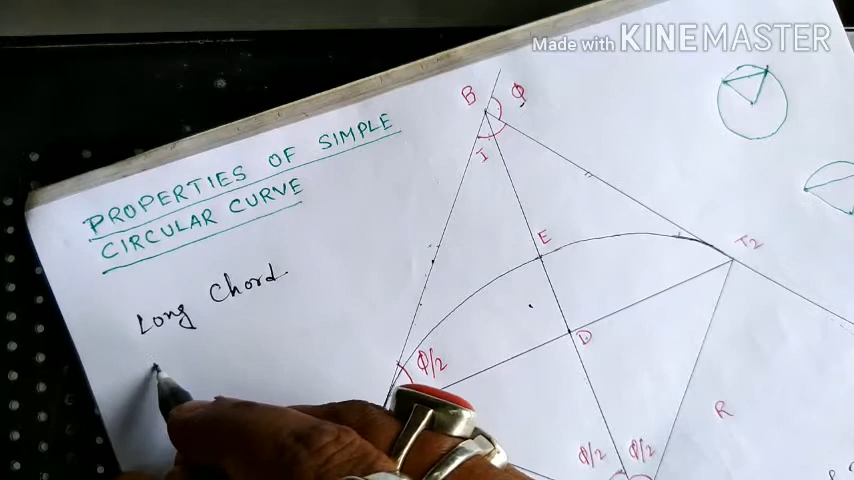 Made with KINEMASTER
PROPERTIES OF SIMPLE
CIRCULAR CURVE
Long Chord
B
Φ
I
E
T2
D
Φ/2
R
Φ/2
Φ/2